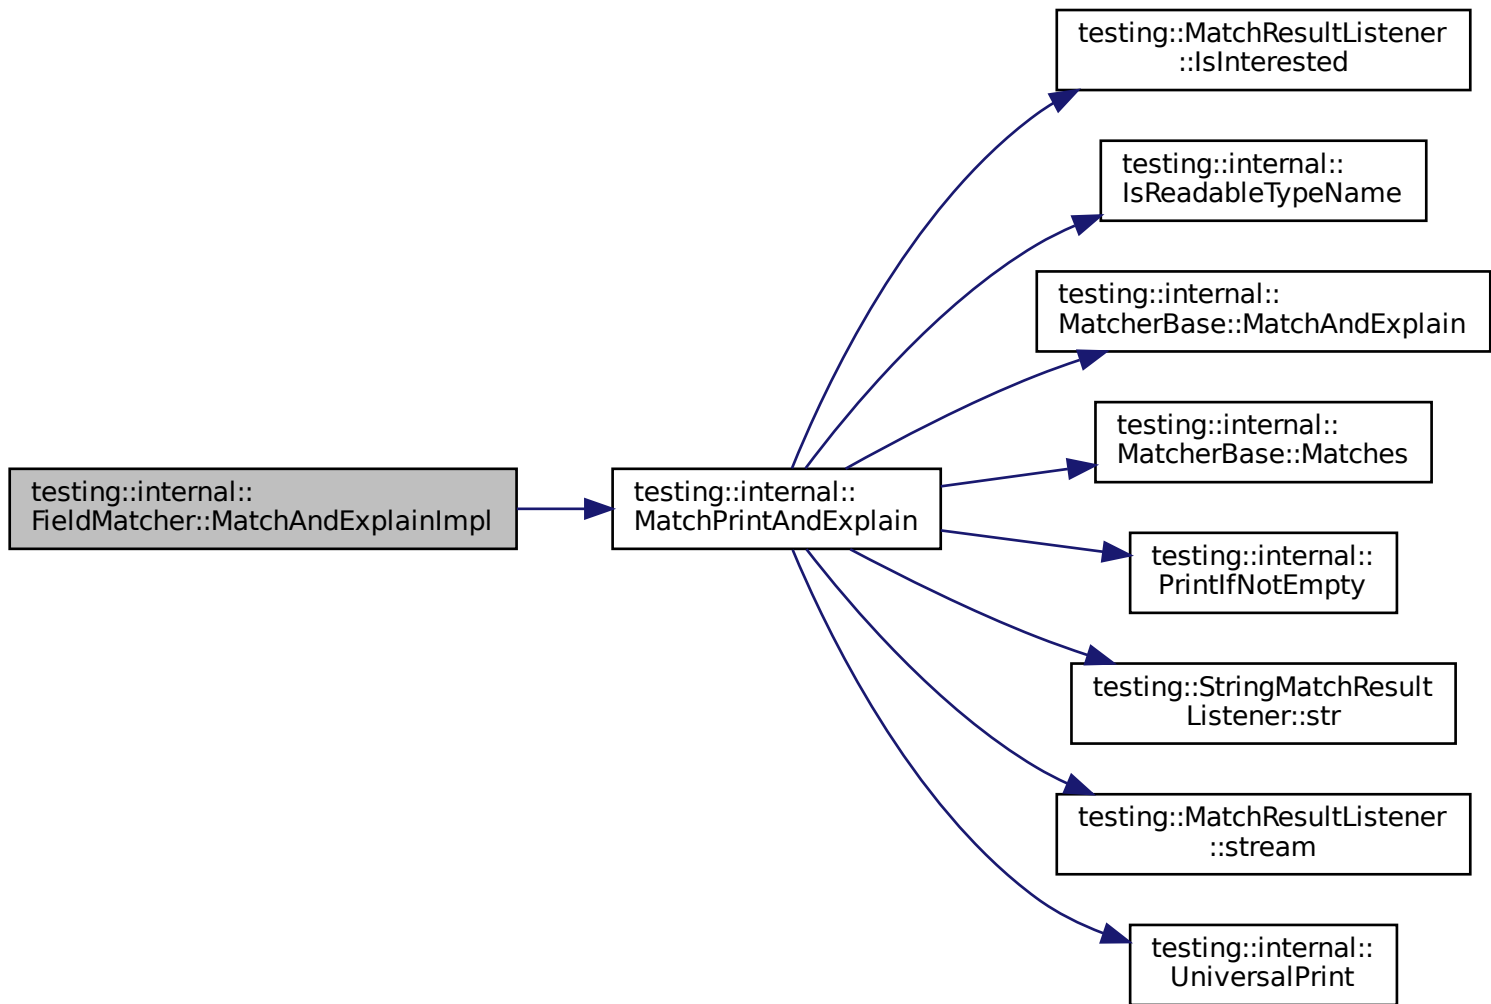 testing::MatchResultListener
::IsInterested
testing::internal::
IsReadableTypeName
testing::internal::
MatcherBase::MatchAndExplain
testing::internal::
MatcherBase::Matches
testing::internal::
FieldMatcher::MatchAndExplainImpl
testing::internal::
MatchPrintAndExplain
testing::internal::
PrintIfNotEmpty
testing::StringMatchResult
Listener::str
testing::MatchResultListener
::stream
testing::internal::
UniversalPrint